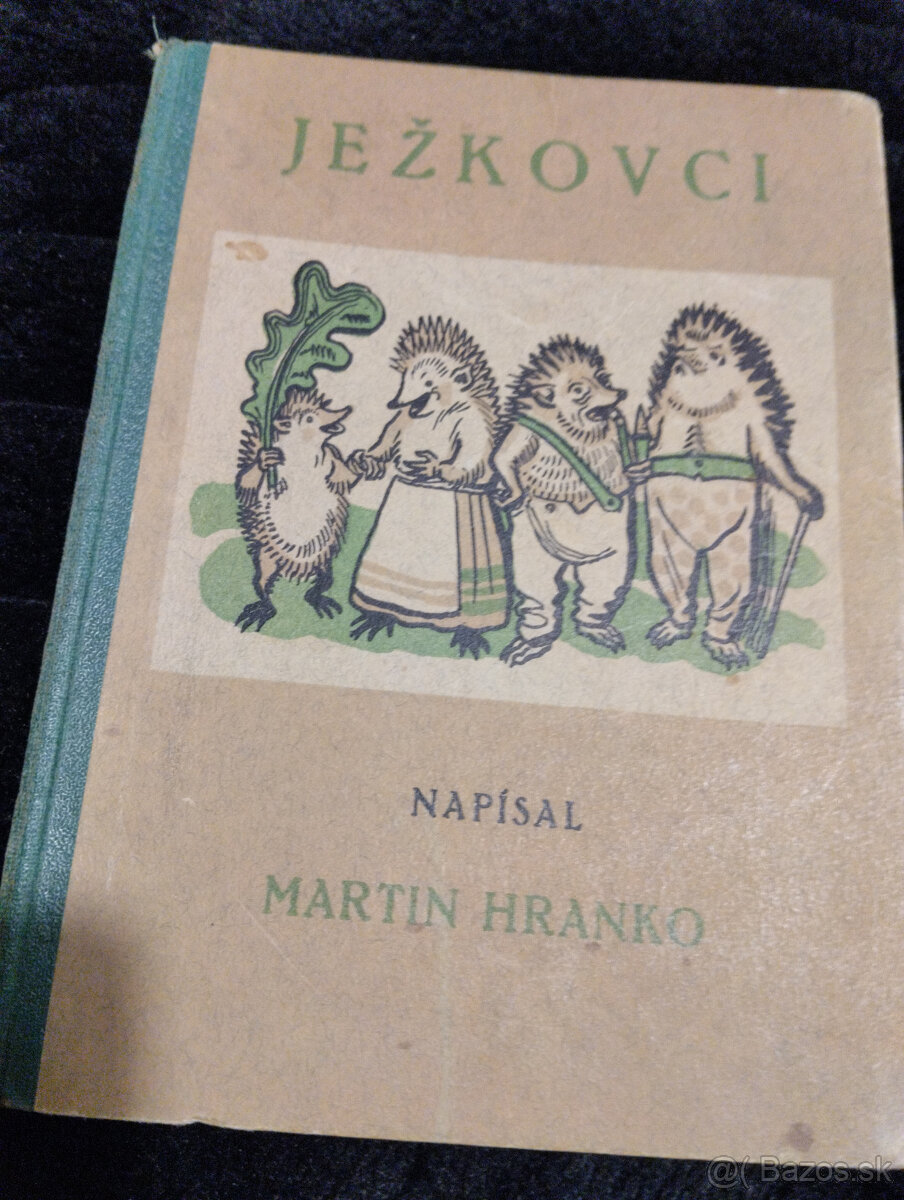 JEŽKOVCI
NAPÍSAL
MARTIN HRANKO
@( Bazos.sk